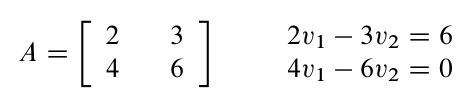 A = [ 2 3 ] 2v₁ − 3v₂ = 6
[ 4 6 ] 4v₁ − 6v₂ = 0